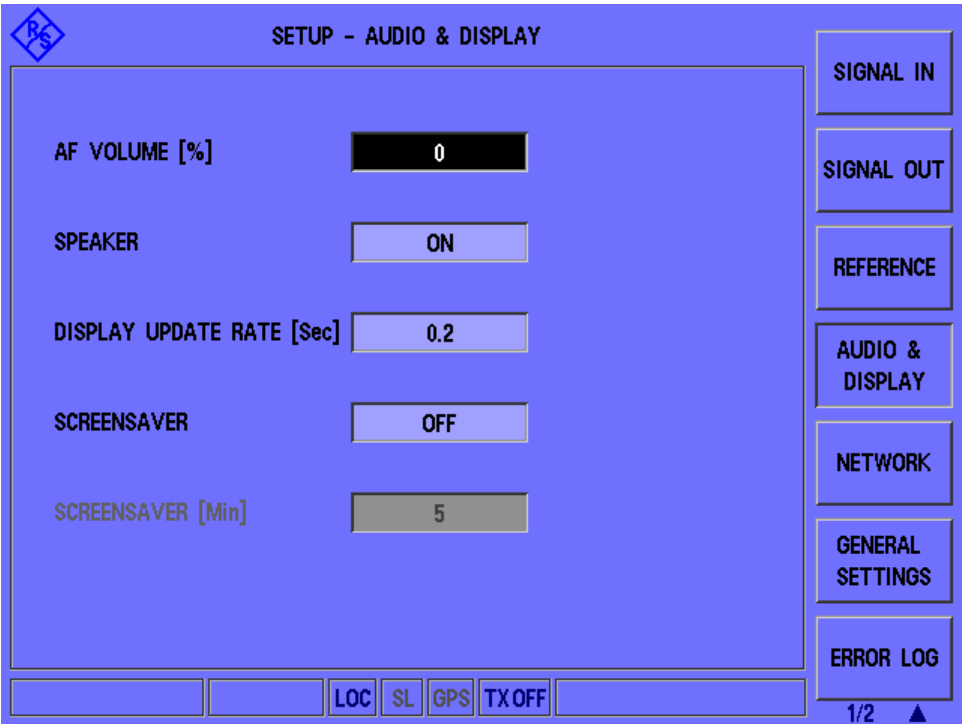 R&S
SETUP - AUDIO & DISPLAY
AF VOLUME [%] 0
SPEAKER ON
DISPLAY UPDATE RATE [Sec] 0.2
SCREENSAVER OFF
SCREENSAVER [Min] 5
SIGNAL IN
SIGNAL OUT
REFERENCE
AUDIO &
DISPLAY
NETWORK
GENERAL
SETTINGS
ERROR LOG
LOC SL GPS TX OFF
1/2 ▲